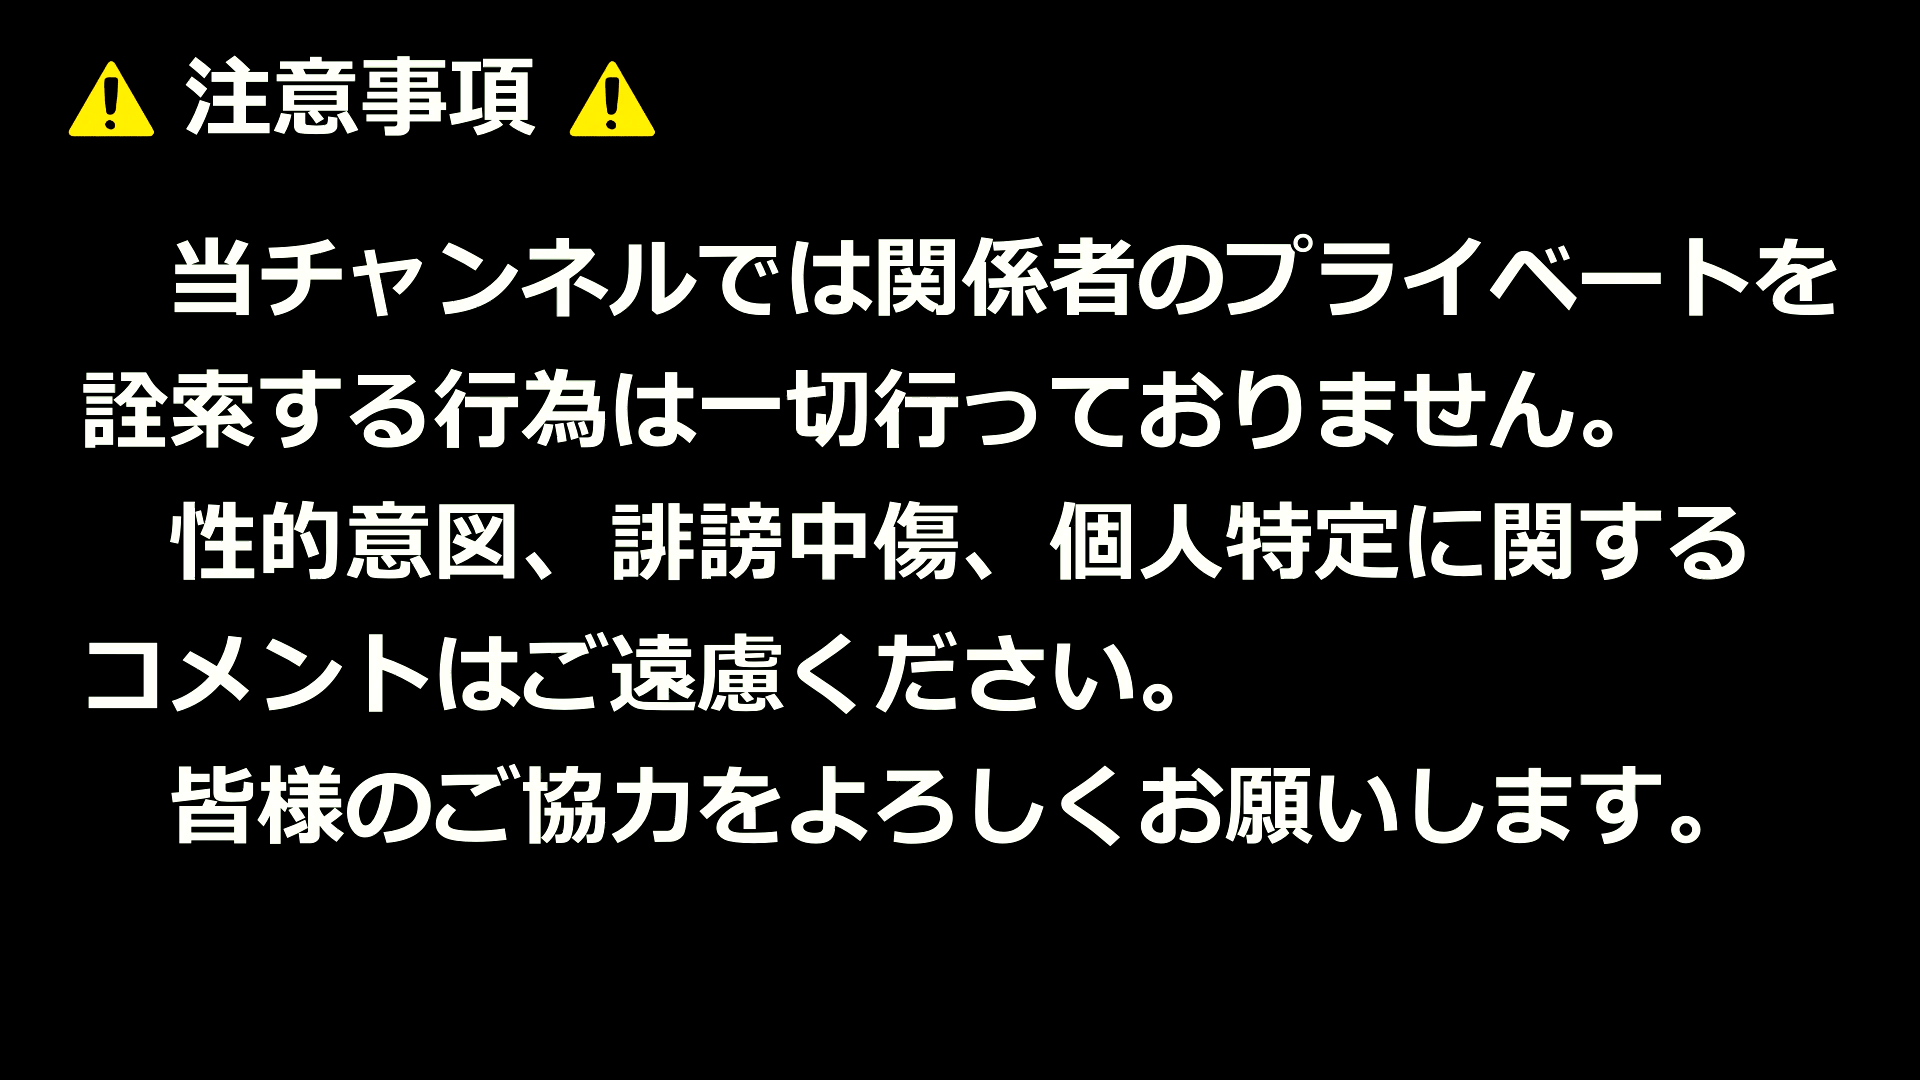 ⚠ 注意事項 ⚠
当チャンネルでは関係者のプライベートを
詮索する行為は一切行っておりません。
性的意図、誹謗中傷、個人特定に関する
コメントはご遠慮ください。
皆様のご協力をよろしくお願いします。